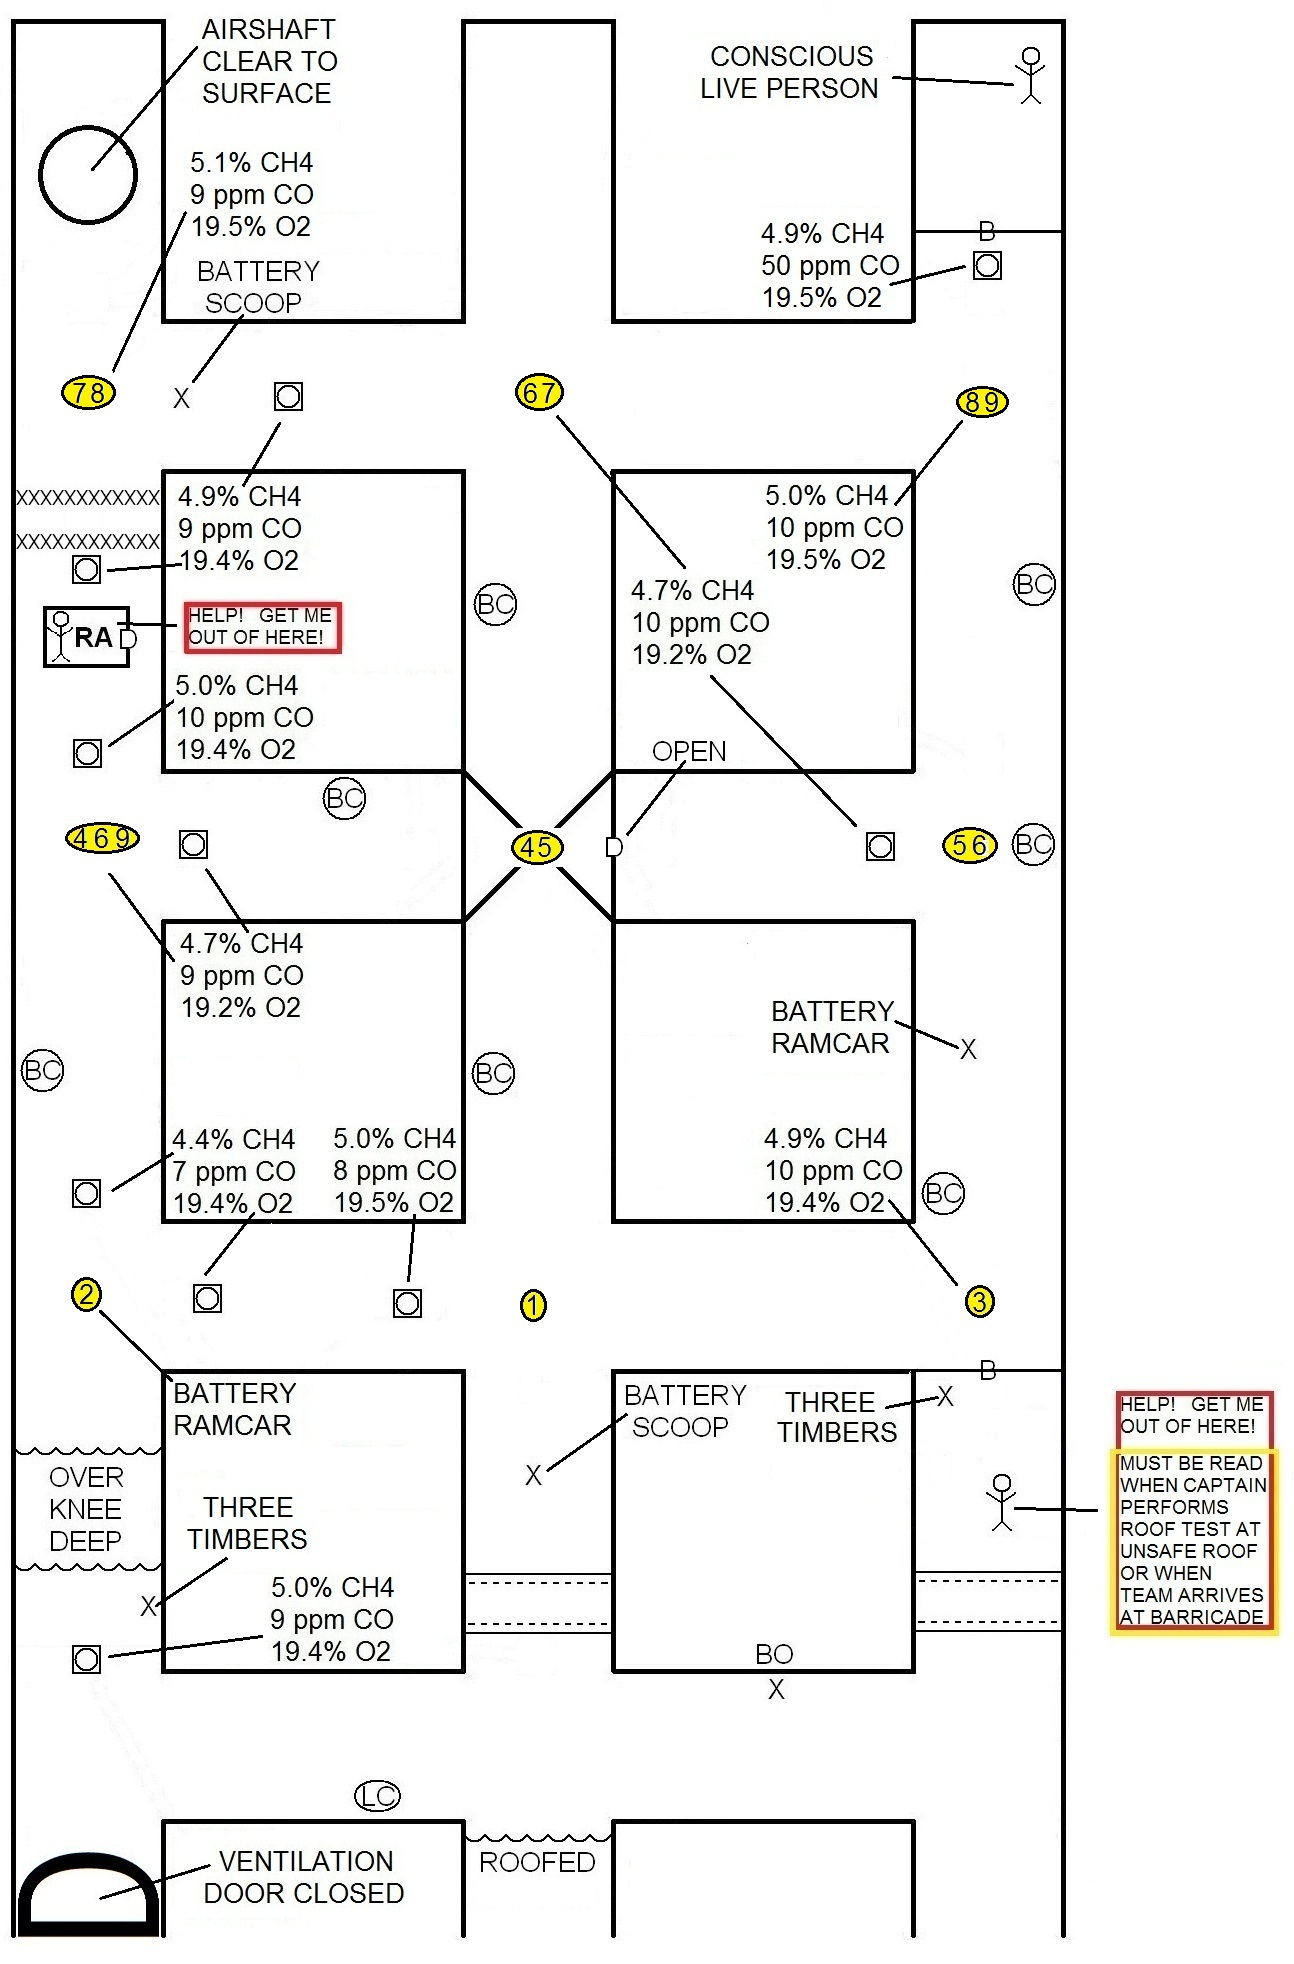 AIRSHAFT
CLEAR TO
SURFACE
CONSCIOUS
LIVE PERSON
5.1% CH4
9 ppm CO
19.5% O2
BATTERY
SCOOP
4.9% CH4
50 ppm CO
19.5% O2
B
78
X
67
89
XXXXXXXXXXXX
XXXXXXXXXXXX
4.9% CH4
9 ppm CO
19.4% O2
5.0% CH4
10 ppm CO
19.5% O2
BC
BC
4.7% CH4
10 ppm CO
19.2% O2
RA
D
HELP! GET ME
OUT OF HERE!
5.0% CH4
10 ppm CO
19.4% O2
OPEN
BC
469
45
D
56
BC
4.7% CH4
9 ppm CO
19.2% O2
BATTERY
RAMCAR
X
BC
BC
4.4% CH4
7 ppm CO
19.4% O2
5.0% CH4
8 ppm CO
19.5% O2
4.9% CH4
10 ppm CO
19.4% O2
BC
2
1
3
B
BATTERY
RAMCAR
BATTERY
SCOOP
X
THREE
TIMBERS
X
HELP! GET ME
OUT OF HERE!
MUST BE READ
WHEN CAPTAIN
PERFORMS
ROOF TEST AT
UNSAFE ROOF
OR WHEN
TEAM ARRIVES
AT BARRICADE
OVER
KNEE
DEEP
THREE
TIMBERS
X
5.0% CH4
9 ppm CO
19.4% O2
BO
X
LC
VENTILATION
DOOR CLOSED
ROOFED